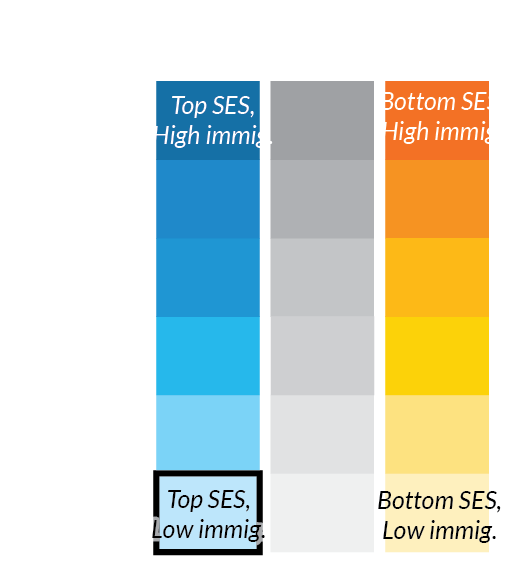 Top SES,
High immig.
Bottom SES
High immig
Top SES,
Low immig.
Bottom SES,
Low immig.